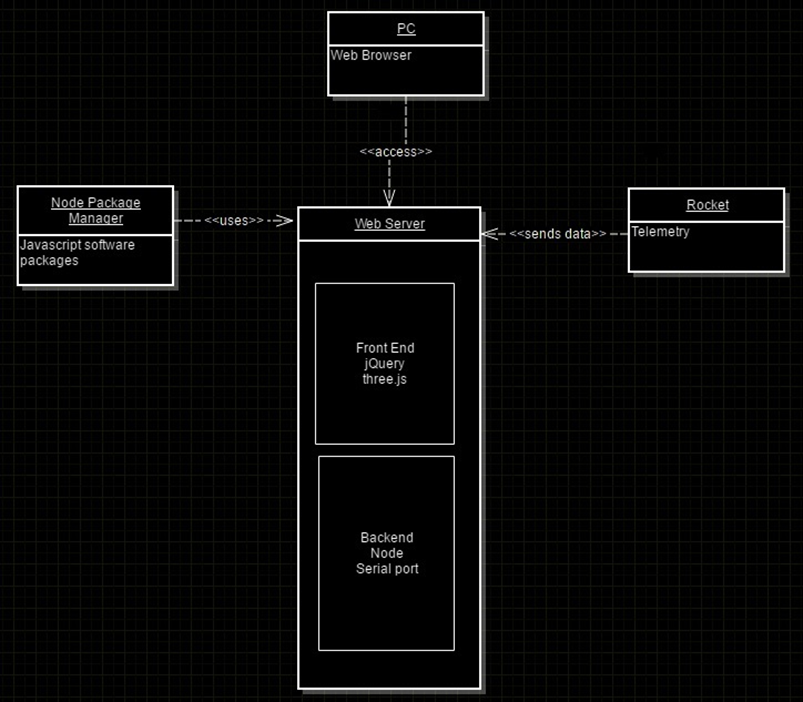 PC
Web Browser
<<access>>
Node Package
Manager
Javascript software
packages
<<uses>>
Web Server
<<sends data>>
Rocket
Telemetry
Front End
jQuery
three.js
Backend
Node
Serial port